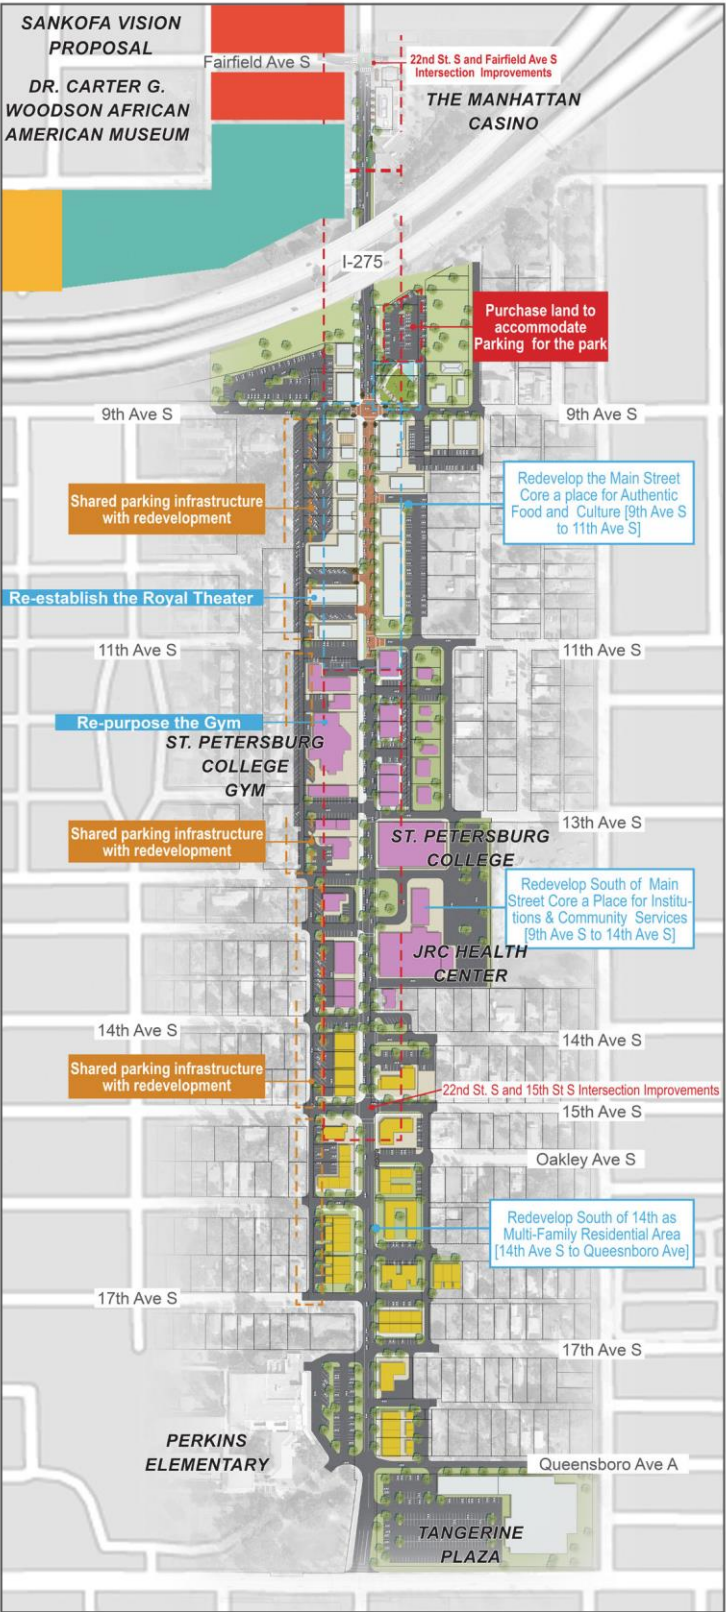 SANKOFA VISION
PROPOSAL
Fairfield Ave S
22nd St. S and Fairfield Ave S
Intersection Improvements
DR. CARTER G.
WOODSON AFRICAN
AMERICAN MUSEUM
THE MANHATTAN
CASINO
I-275
Purchase land to
accommodate
Parking for the park
9th Ave S
9th Ave S
Redevelop the Main Street
Core a place for Authentic
Food and Culture [9th Ave S
to 11th Ave S]
Shared parking infrastructure
with redevelopment
Re-establish the Royal Theater
11th Ave S
11th Ave S
Re-purpose the Gym
ST. PETERSBURG
COLLEGE
GYM
13th Ave S
Shared parking infrastructure
with redevelopment
ST. PETERSBURG
COLLEGE
Redevelop South of Main
Street Core a Place for Institu-
tions & Community Services
[9th Ave S to 14th Ave S]
JRC HEALTH
CENTER
14th Ave S
14th Ave S
Shared parking infrastructure
with redevelopment
22nd St. S and 15th St S Intersection Improvements
15th Ave S
Oakley Ave S
Redevelop South of 14th as
Multi-Family Residential Area
[14th Ave S to Queesnboro Ave]
17th Ave S
17th Ave S
PERKINS
ELEMENTARY
Queensboro Ave A
TANGERINE
PLAZA